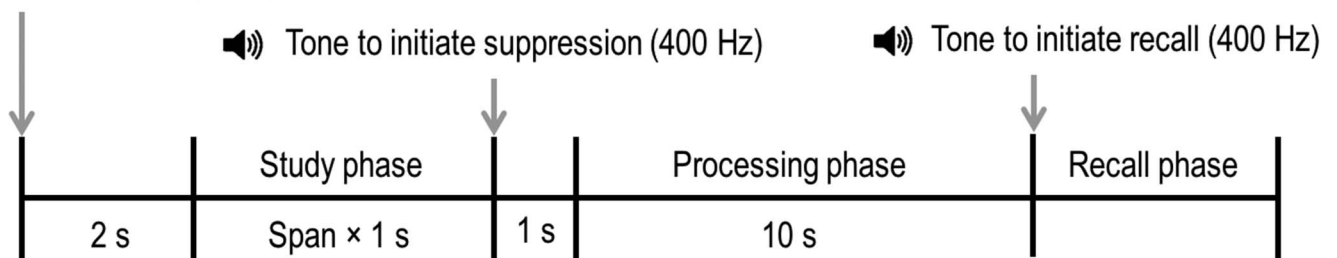 Tone to initiate suppression (400 Hz)
Tone to initiate recall (400 Hz)
Study phase
Processing phase
Recall phase
2 s
Span × 1 s
1 s
10 s